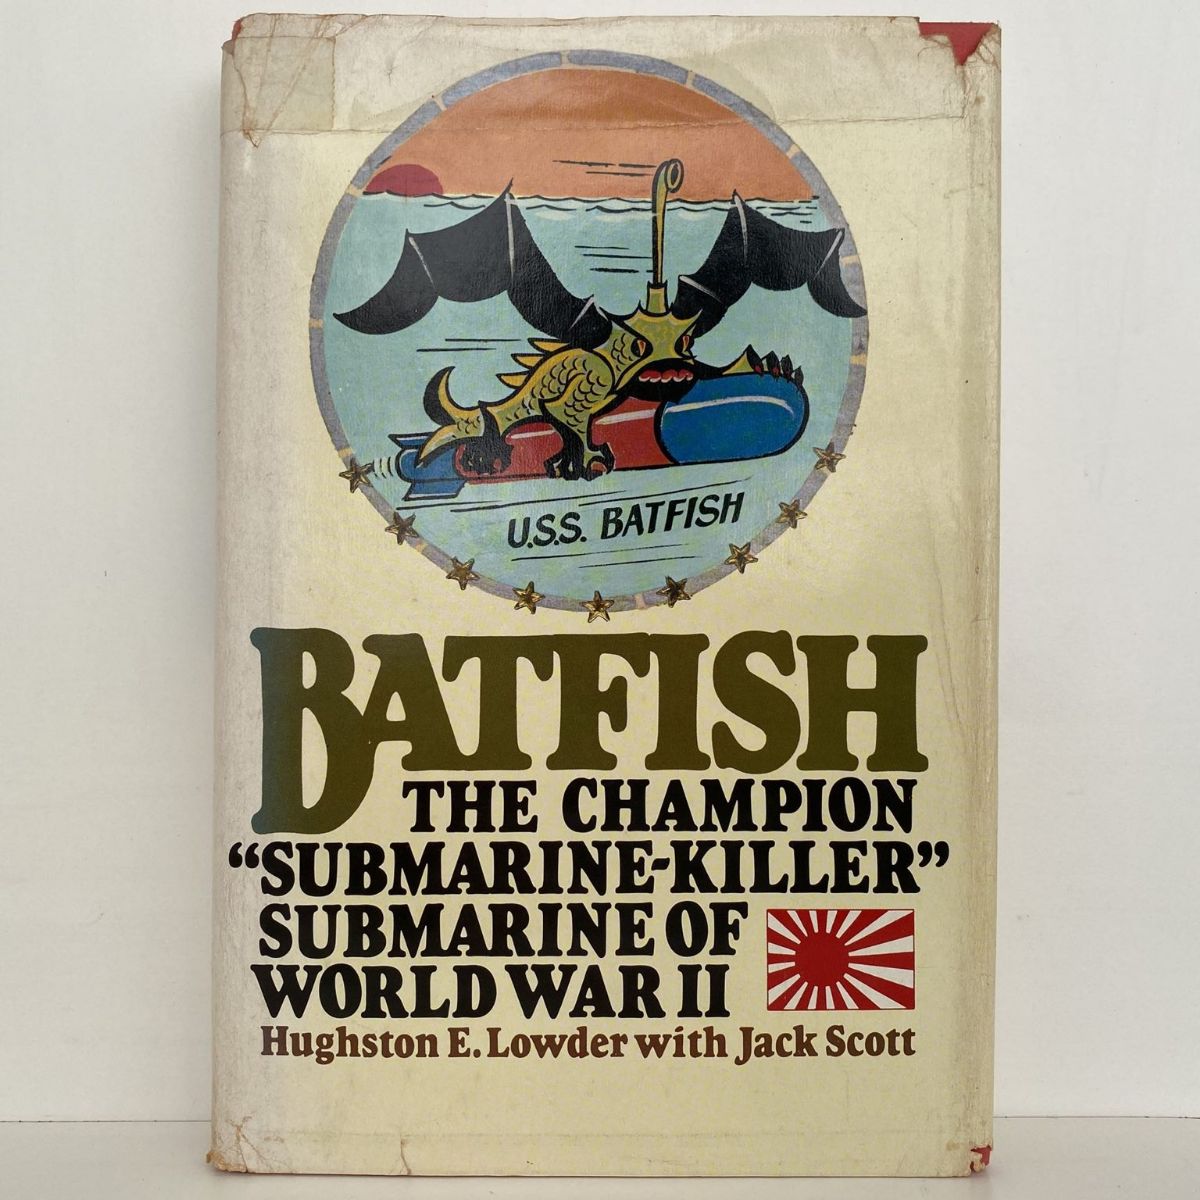 U.S.S. BATFISH
BATFISH
THE CHAMPION
“SUBMARINE-KILLER”
SUBMARINE OF
WORLD WAR II
Hughston E. Lowder with Jack Scott